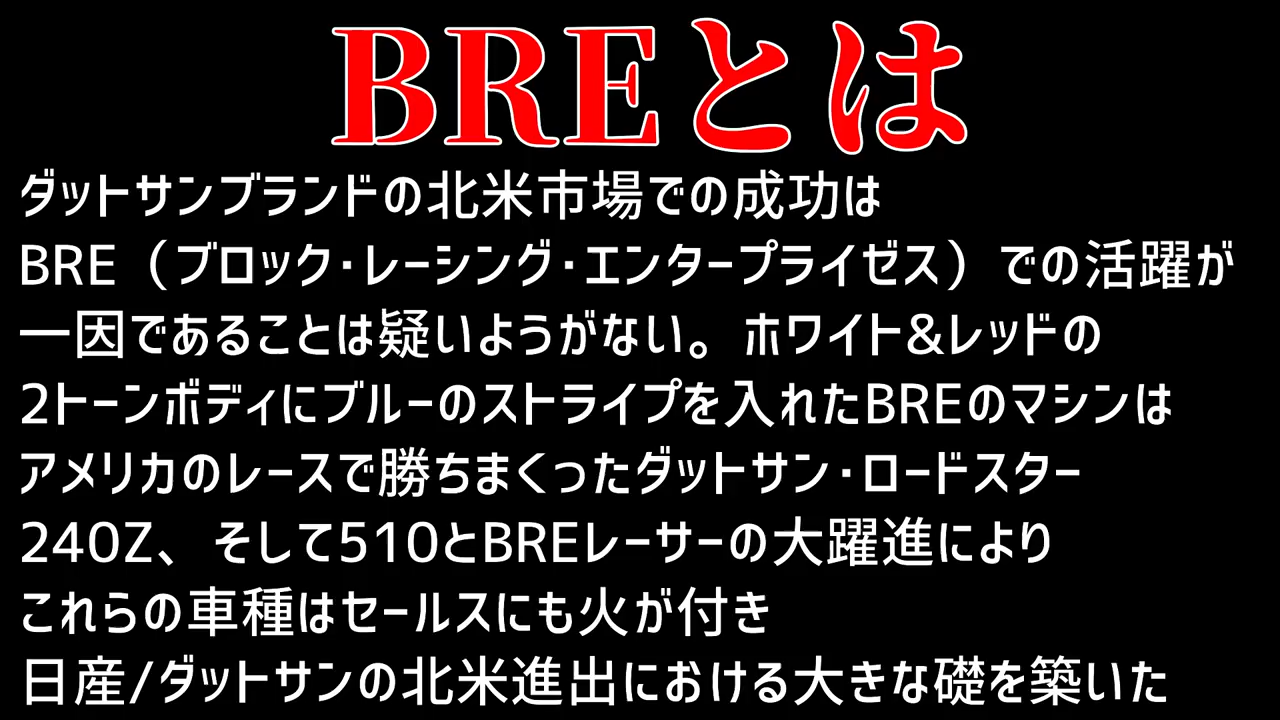 BREとは
ダットサンブランドの北米市場での成功は
BRE（ブロック・レーシング・エンタープライゼス）での活躍が
一因であることは疑いようがない。ホワイト&レッドの
2トーンボディにブルーのストライプを入れたBREのマシンは
アメリカのレースで勝ちまくったダットサン・ロードスター
240Z、そして510とBREレーサーの大躍進により
これらの車種はセールスにも火が付き
日産/ダットサンの北米進出における大きな礎を築いた